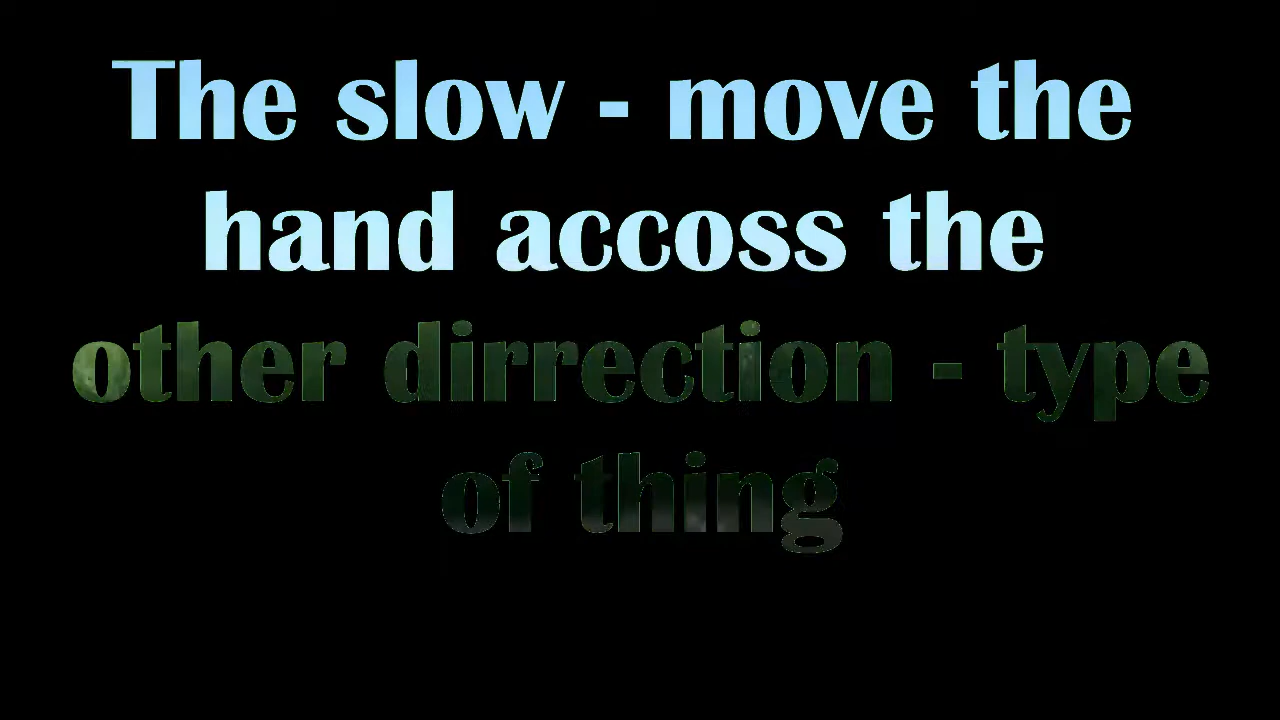 The slow - move the
hand accoss the
other dirrection - type
of thing